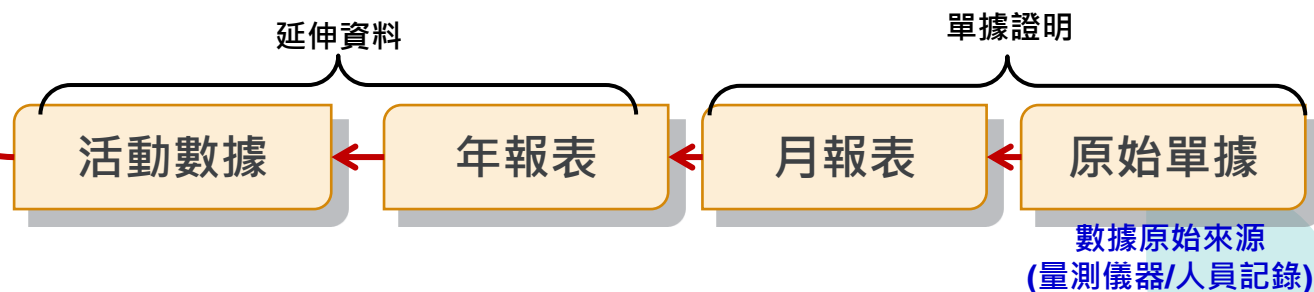 延伸資料
單據證明
活動數據
年報表
月報表
原始單據
數據原始來源
(量測儀器/人員記錄)